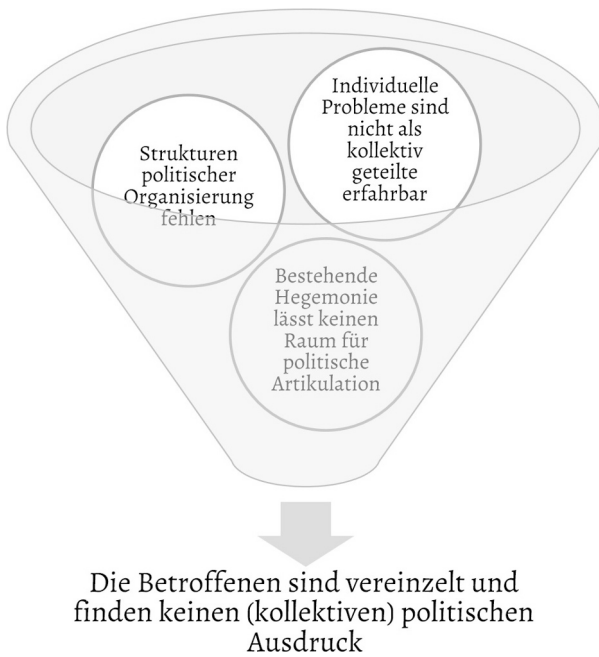 Individuelle
Probleme sind
nicht als
kollektiv
geteilte
erfahrbar
Strukturen
politischer
Organisierung
fehlen
Bestehende
Hegemonie
lässt keinen
Raum für
politische
Artikulation
Die Betroffenen sind vereinzelt und
finden keinen (kollektiven) politischen
Ausdruck